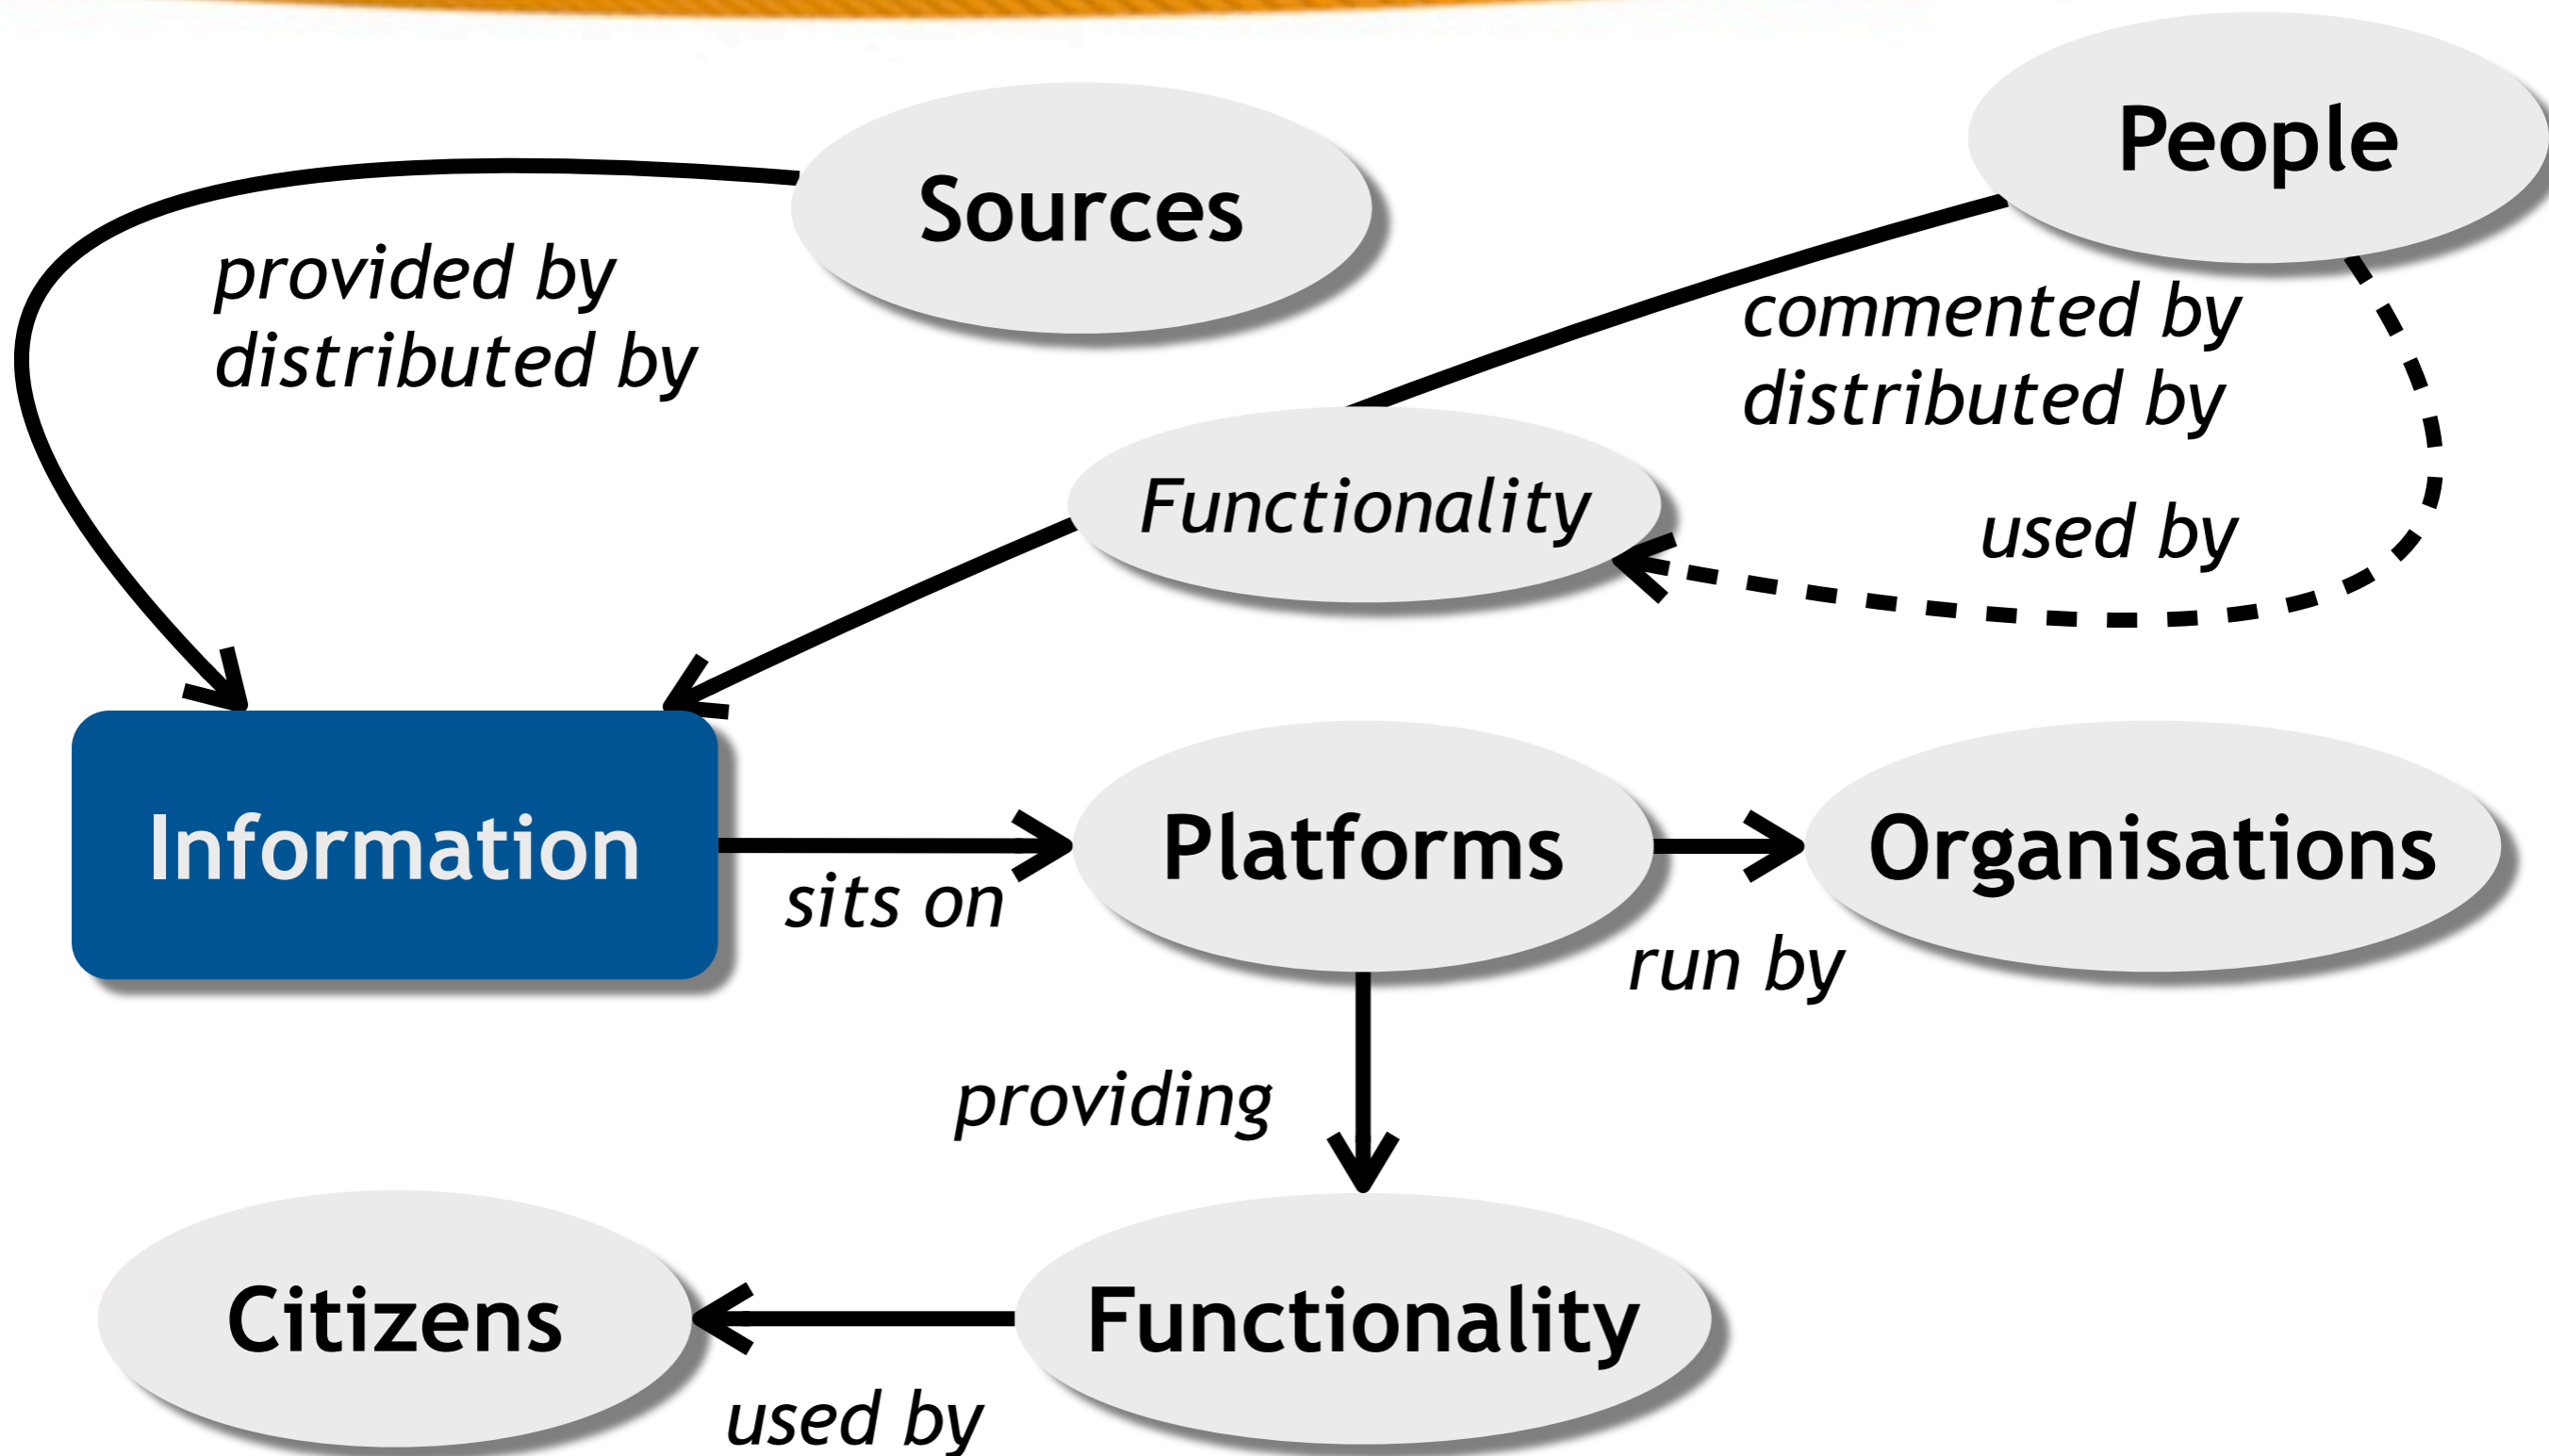 People
Sources
provided by
distributed by
commented by
distributed by
Functionality
used by
Information
Platforms
Organisations
sits on
run by
providing
Citizens
Functionality
used by